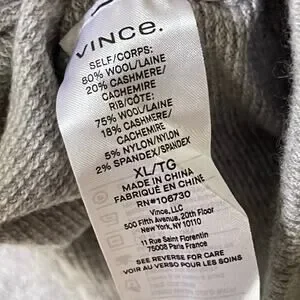 VINCE.
SELF/CORPS:
80% WOOL/LAINE
20% CASHMERE/
CACHEMIRE
RIB/CÔTE:
75% WOOL/LAINE
18% CASHMERE/
CACHEMIRE
5% NYLON/NYLON
2% SPANDEX/SPANDEX
XL/TG
MADE IN CHINA
FABRIQUÉ EN CHINE
RN#106730
Vince, LLC
500 Fifth Avenue, 20th Floor
New York, NY 10110
11 Rue Saint Florentin
75008 Paris France
SEE REVERSE FOR CARE
VOIR AU VERSO POUR L'ENTRETIEN